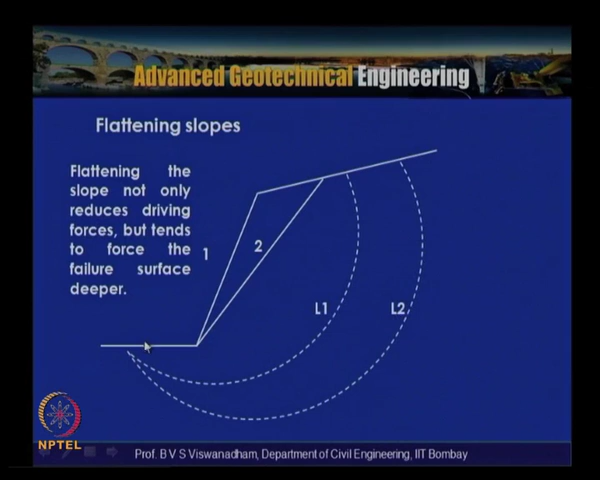 Advanced Geotechnical Engineering
Flattening slopes
Flattening the
slope not only
reduces driving
forces, but tends
to force the
failure surface
deeper.
1
2
L1
L2
NPTEL
Prof. B V S Viswanadham, Department of Civil Engineering, IIT Bombay